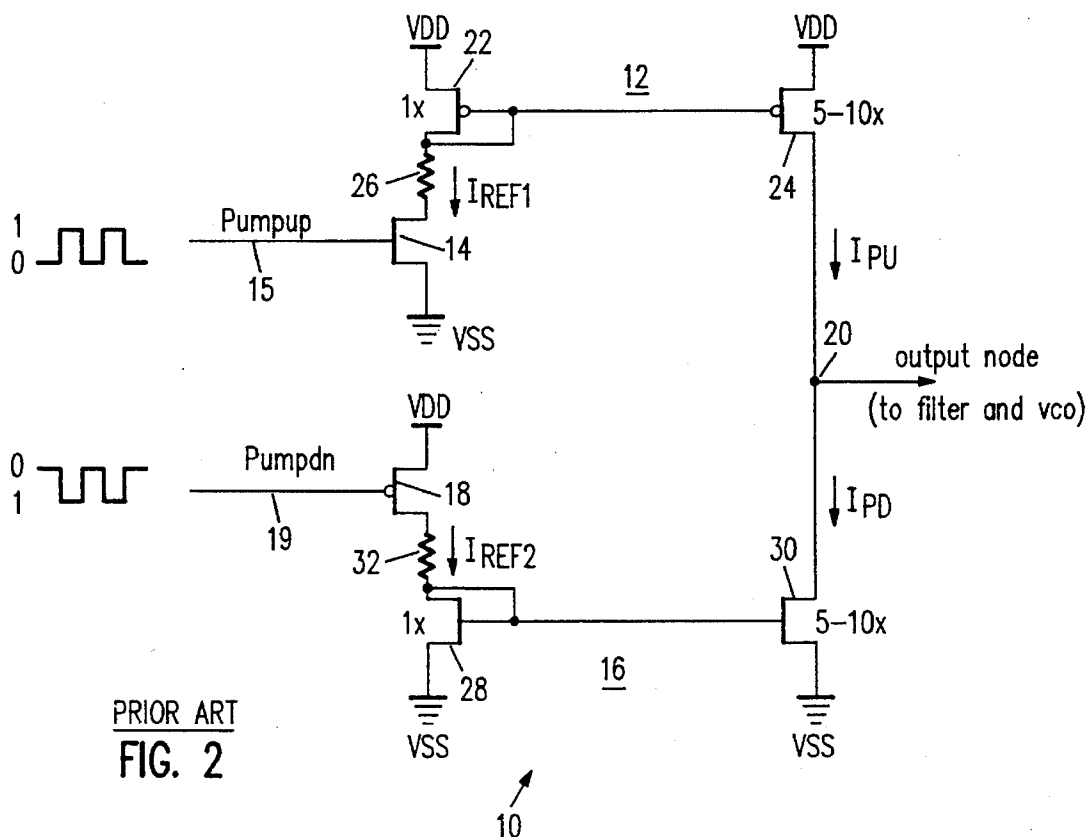 VDD
VDD
22
12
1x
5-10x
26
IREF1
24
Pumpup
1
0
14
15
IPU
VSS
20
output node
(to filter and vco)
VDD
0
1
Pumpdn
18
19
IPD
32
IREF2
30
1x
5-10x
28
16
PRIOR ART
FIG. 2
VSS
VSS
10